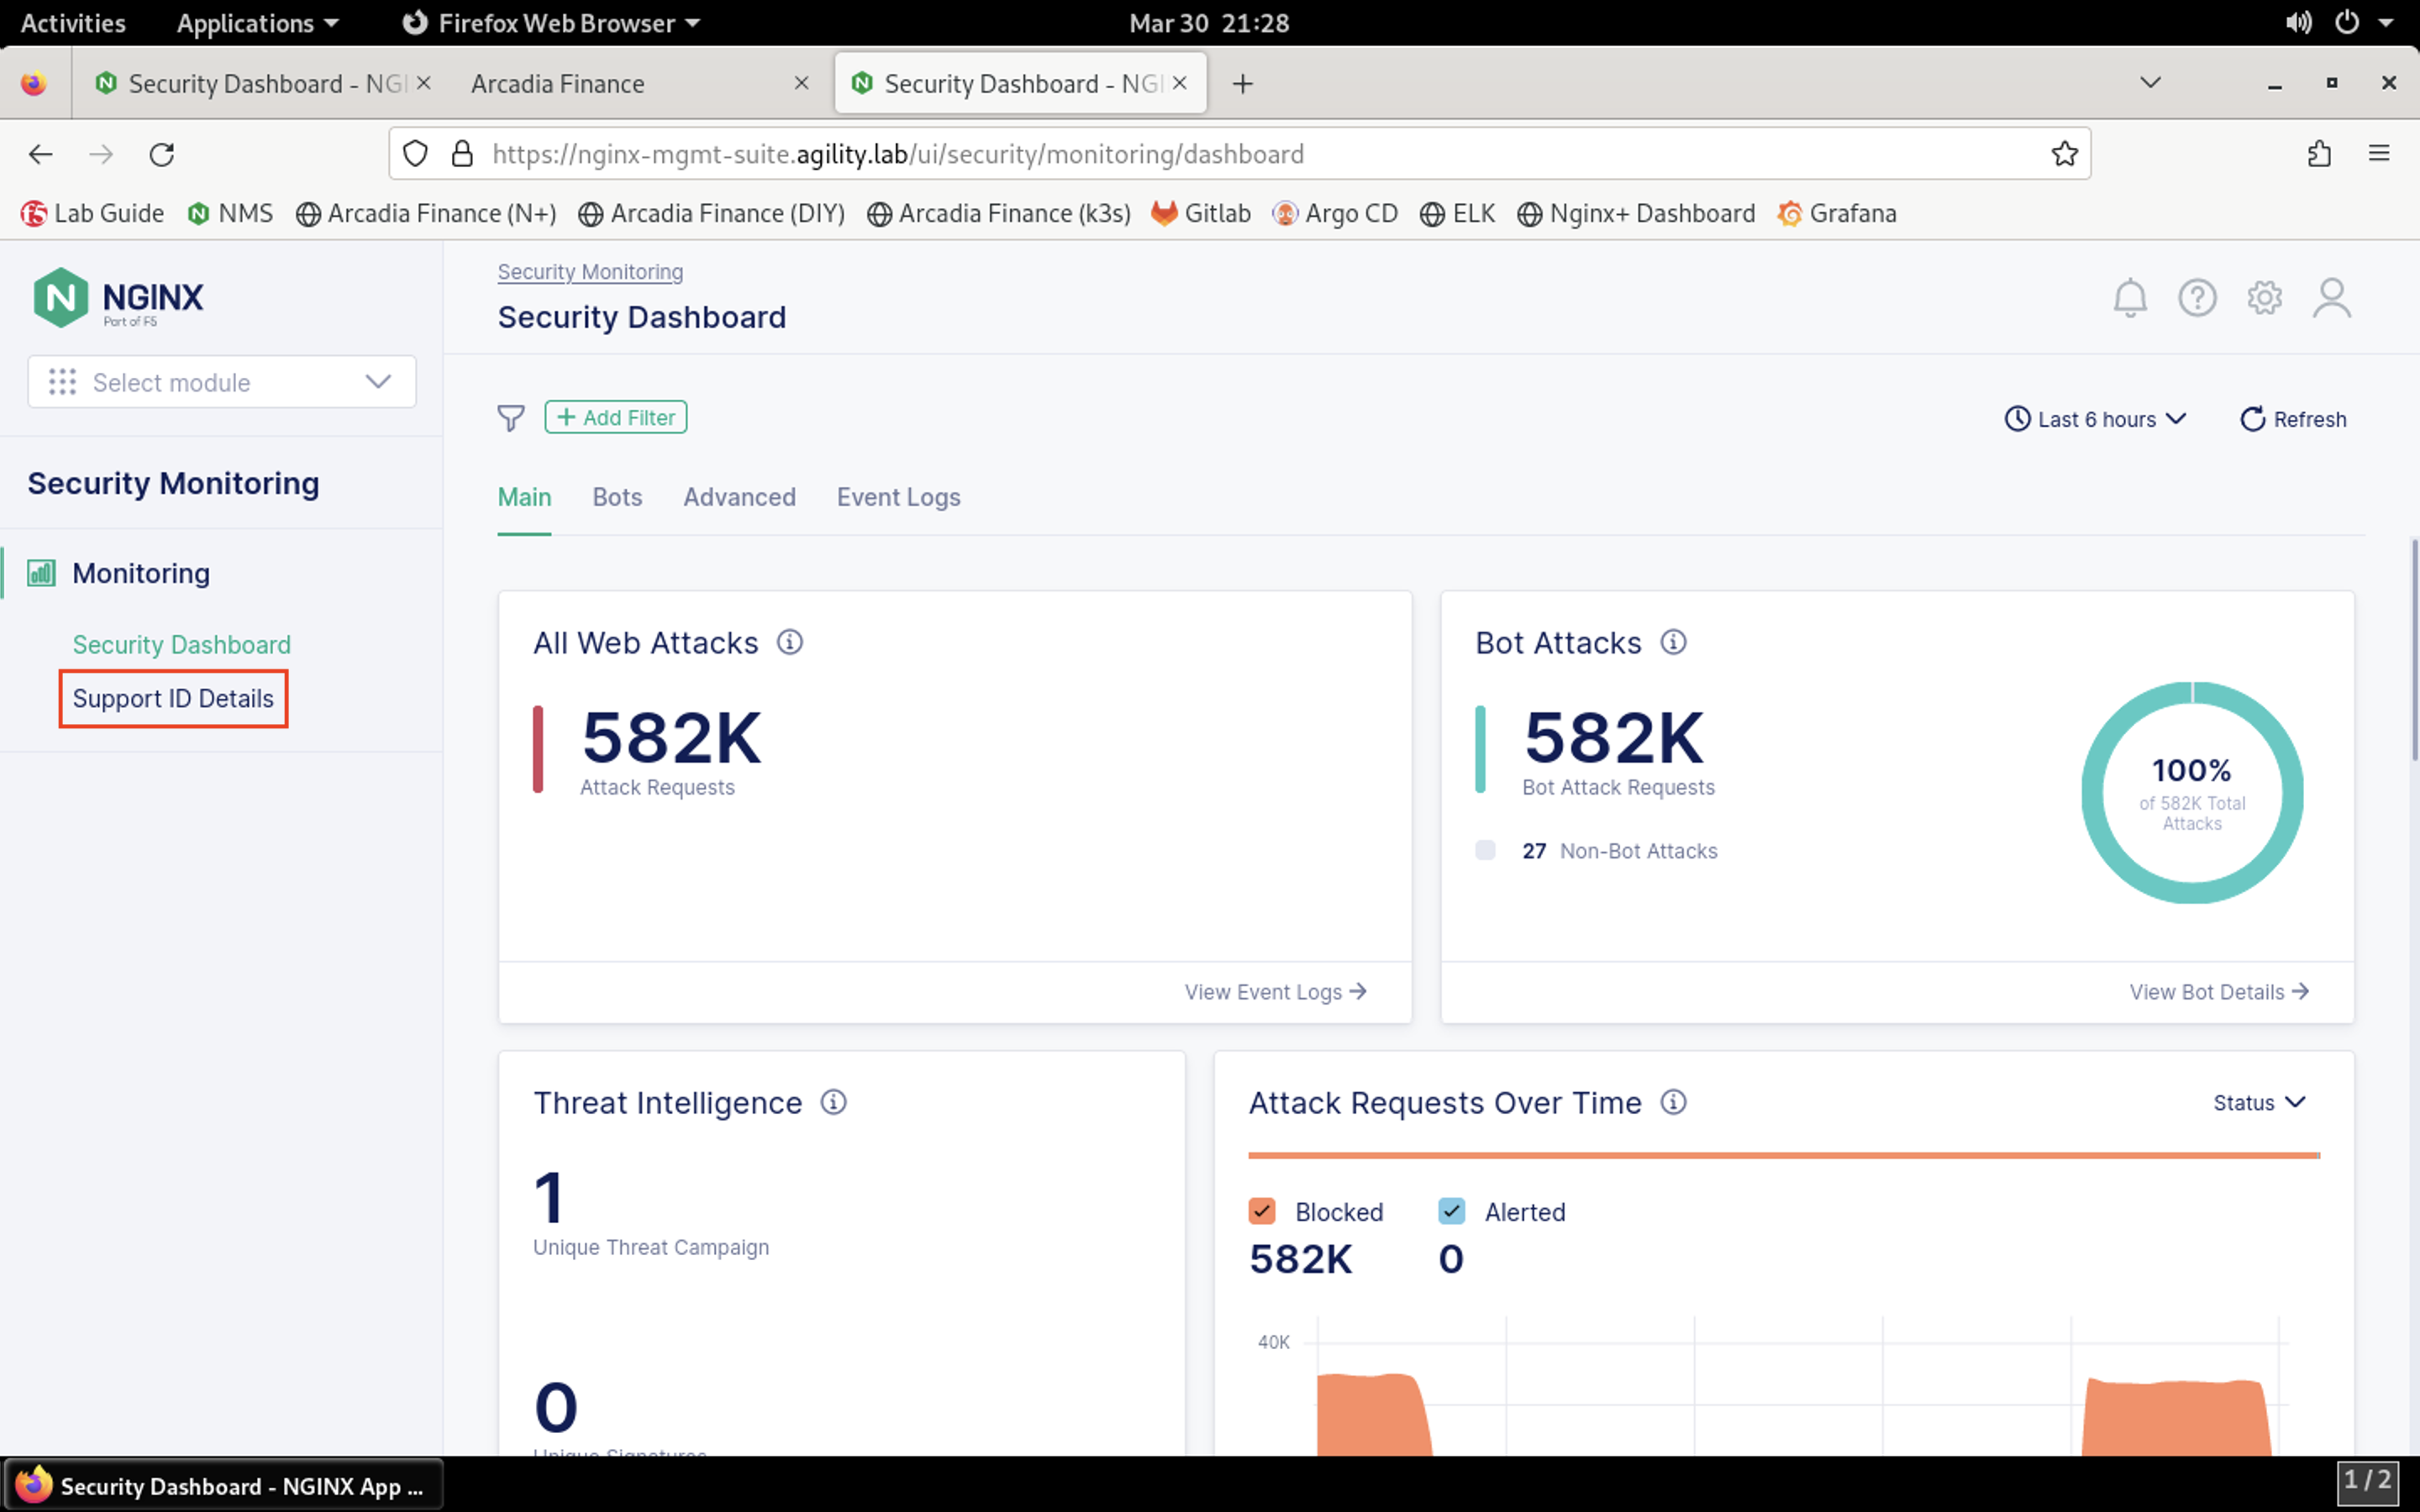 Activities Applications Firefox Web Browser Mar 30 21:28
Security Dashboard - NGI Arcadia Finance Security Dashboard - NGI
https://nginx-mgmt-suite.agility.lab/ui/security/monitoring/dashboard
Lab Guide NMS Arcadia Finance (N+) Arcadia Finance (DIY) Arcadia Finance (k3s) Gitlab Argo CD ELK Nginx+ Dashboard Grafana
NGINX
Part of F5
Select module
Security Monitoring
Monitoring
Security Dashboard
Support ID Details
Security Monitoring
Security Dashboard
+ Add Filter Last 6 hours Refresh
Main Bots Advanced Event Logs
All Web Attacks
582K
Attack Requests
View Event Logs →
Bot Attacks
582K
Bot Attack Requests
27 Non-Bot Attacks
100%
of 582K Total
Attacks
View Bot Details →
Threat Intelligence
1
Unique Threat Campaign
0
Unique Signatures
Attack Requests Over Time Status
Blocked Alerted
582K 0
40K
Security Dashboard - NGINX App ... 1 / 2